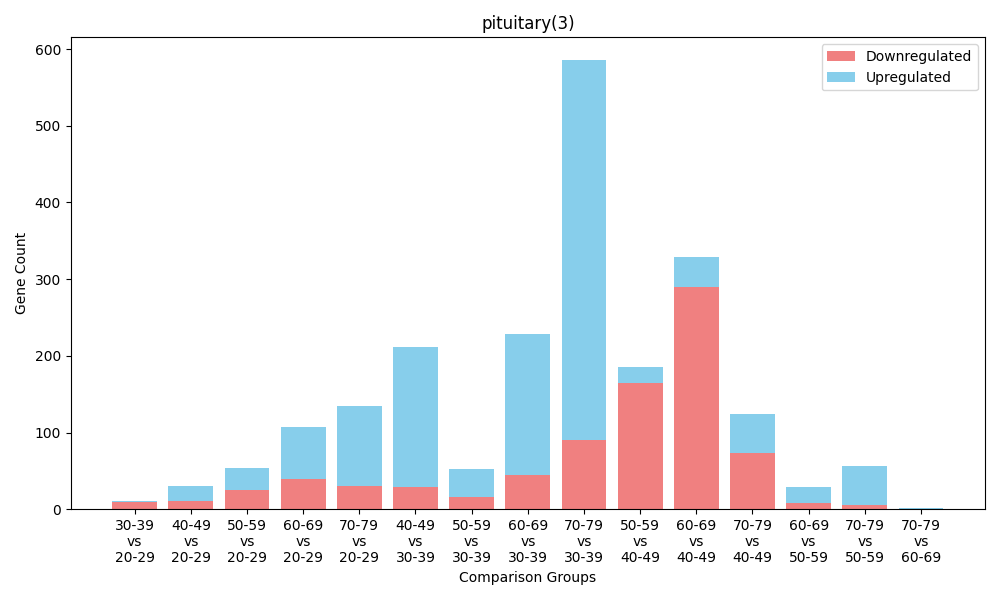 pituitary(3)
Downregulated
Upregulated
Gene Count
600
500
400
300
200
100
0
30-39
vs
20-29
40-49
vs
20-29
50-59
vs
20-29
60-69
vs
20-29
70-79
vs
20-29
40-49
vs
30-39
50-59
vs
30-39
60-69
vs
30-39
70-79
vs
30-39
50-59
vs
40-49
60-69
vs
40-49
70-79
vs
40-49
60-69
vs
50-59
70-79
vs
50-59
70-79
vs
60-69
Comparison Groups